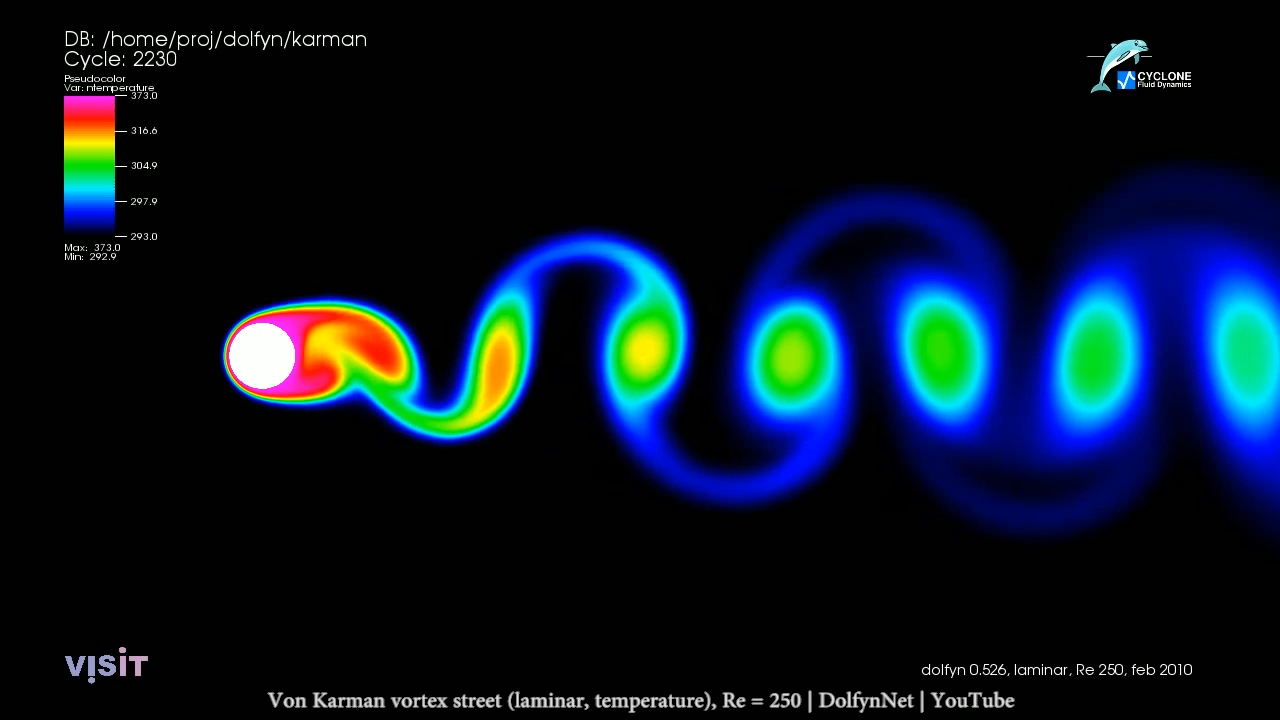 DB: /home/proj/dolfyn/karman
Cycle: 2230
Pseudocolor
Var: ntemperature
373.0
316.6
304.9
297.9
293.0
Max: 373.0
Min: 292.9
CYCLONE
Fluid Dynamics
VISIT
dolfyn 0.526, laminar, Re 250, feb 2010
Von Karman vortex street (laminar, temperature), Re = 250 | DolfynNet | YouTube